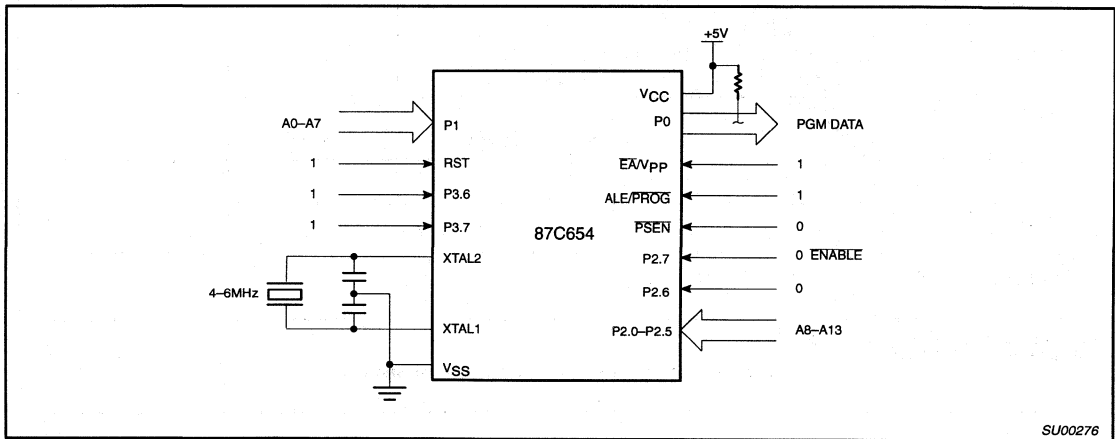 +5V
VCC
A0–A7
P1
P0
PGM DATA
1
RST
EA/VPP
1
1
P3.6
ALE/PROG
1
1
P3.7
PSEN
0
87C654
XTAL2
P2.7
0 ENABLE
4–6MHz
P2.6
0
XTAL1
P2.0–P2.5
A8–A13
VSS
SU00276